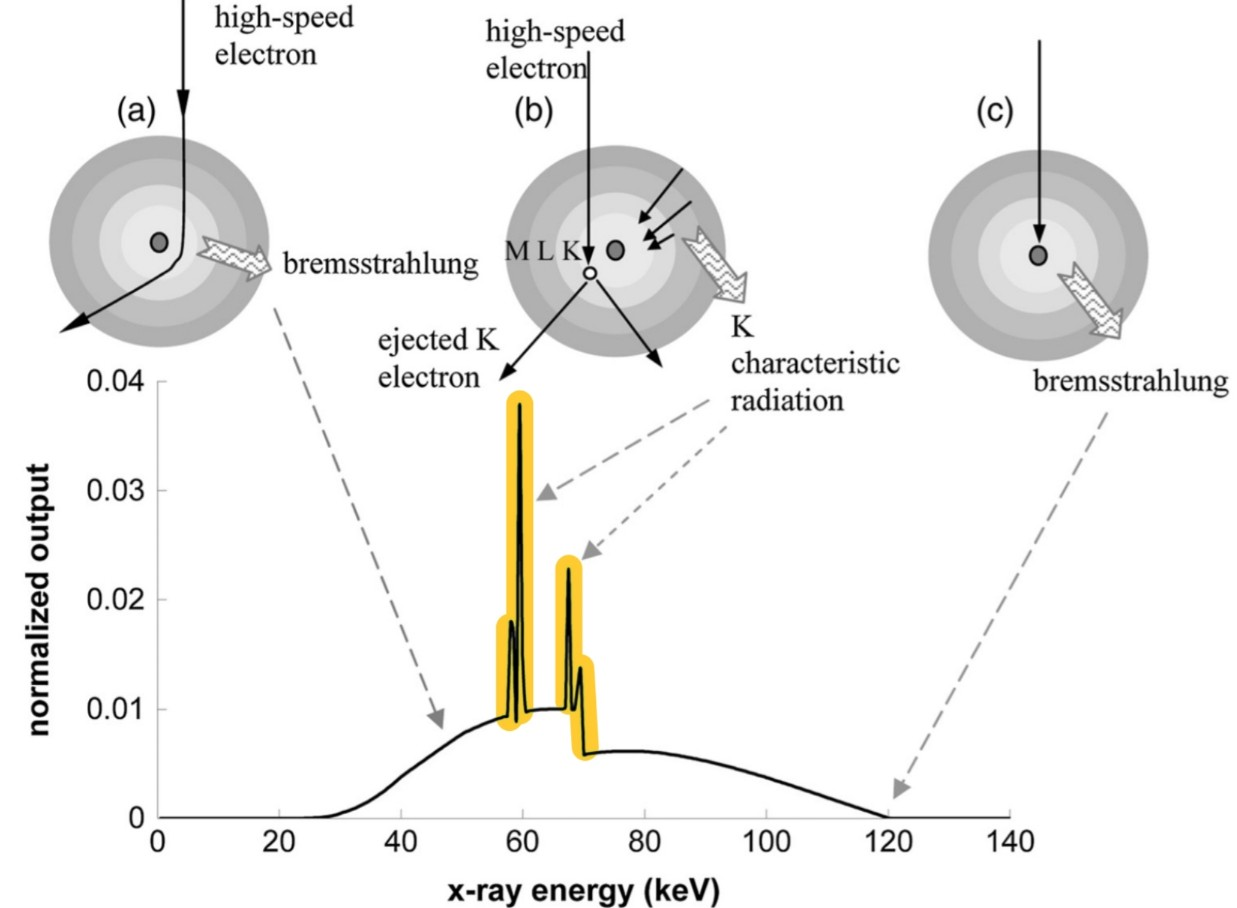 high-speed
electron
(a)
bremsstrahlung
high-speed
electron
(b)
M L K
ejected K
electron
K
characteristic
radiation
(c)
bremsstrahlung
normalized output
0.04
0.03
0.02
0.01
0
0 20 40 60 80 100 120 140
x-ray energy (keV)